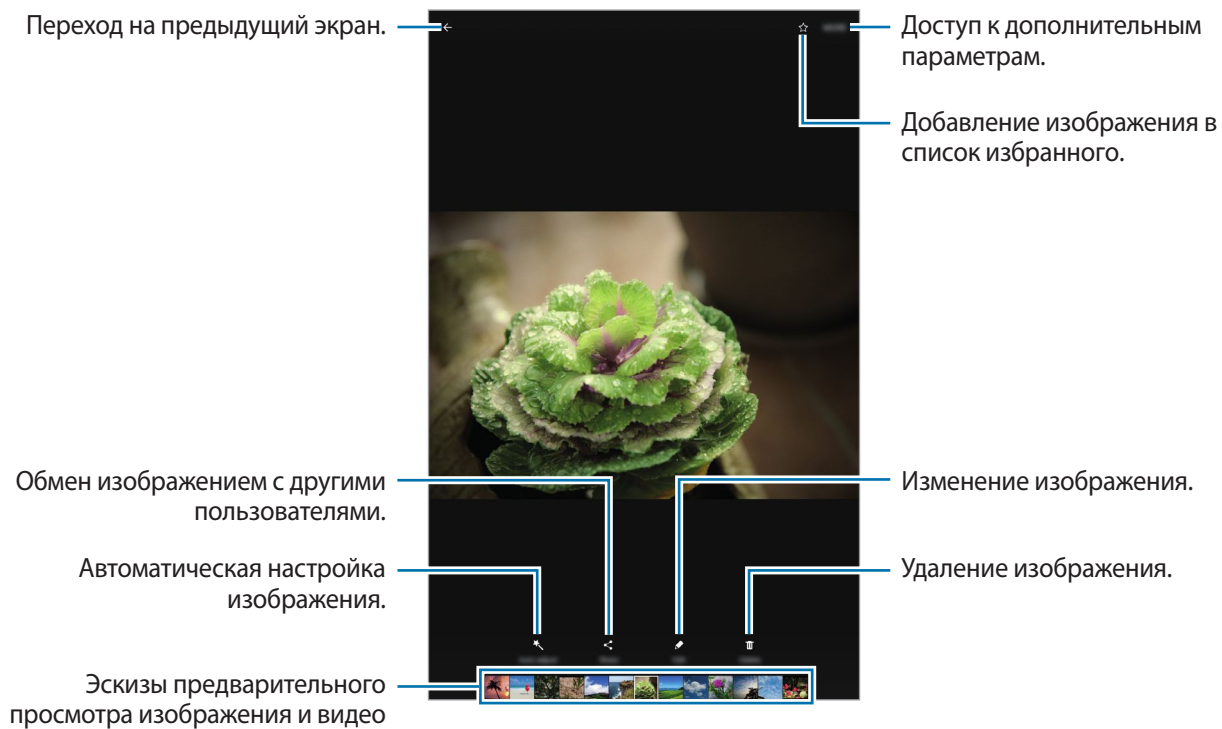 Переход на предыдущий экран.
Доступ к дополнительным
параметрам.
Добавление изображения в
список избранного.
Обмен изображением с другими
пользователями.
Изменение изображения.
Автоматическая настройка
изображения.
Удаление изображения.
Эскизы предварительного
просмотра изображения и видео